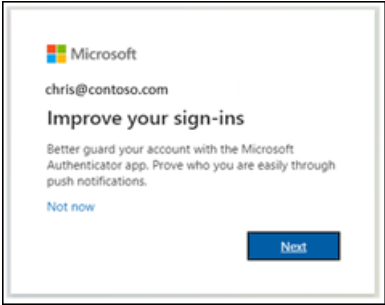 Microsoft
chris@contoso.com
Improve your sign-ins
Better guard your account with the Microsoft
Authenticator app. Prove who you are easily through
push notifications.
Not now
Next